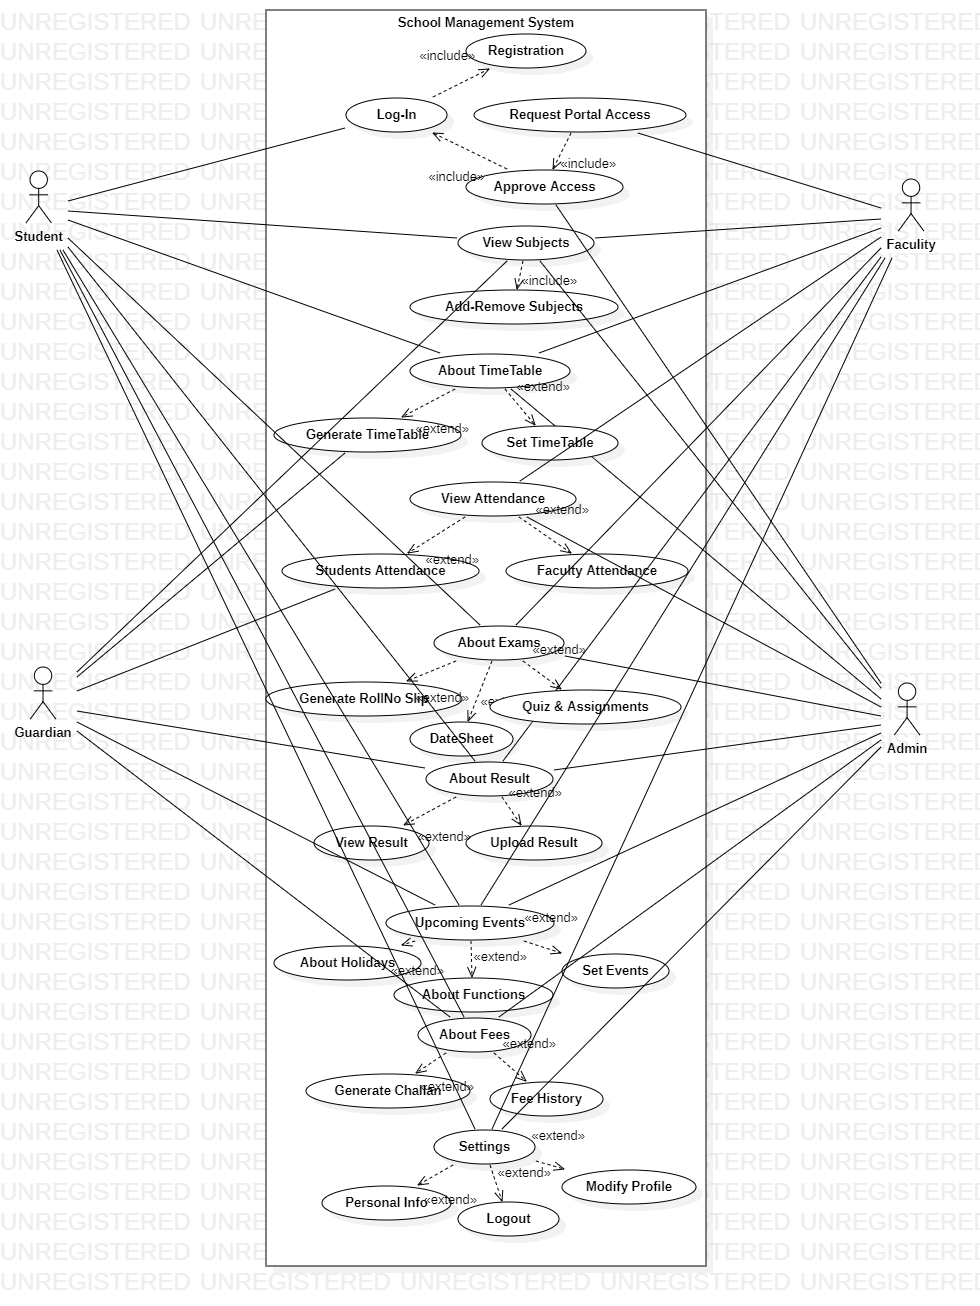 School Management System
Registration
«include»
Log-In
Request Portal Access
«include»
«include»
Approve Access
Student
Faculity
View Subjects
«include»
Add-Remove Subjects
About TimeTable
«extend»
«extend»
Generate TimeTable
Set TimeTable
View Attendance
«extend»
«extend»
Students Attendance
Faculty Attendance
About Exams
«extend»
Generate RollNo Slip
«extend»
Quiz & Assignments
Guardian
DateSheet
Admin
About Result
«extend»
«extend»
View Result
Upload Result
Upcoming Events
«extend»
«extend»
About Holidays
«extend»
Set Events
About Functions
About Fees
«extend»
Generate Challan
«extend»
Fee History
«extend»
Settings
«extend»
Modify Profile
Personal Info
«extend»
Logout
UNREGISTERED